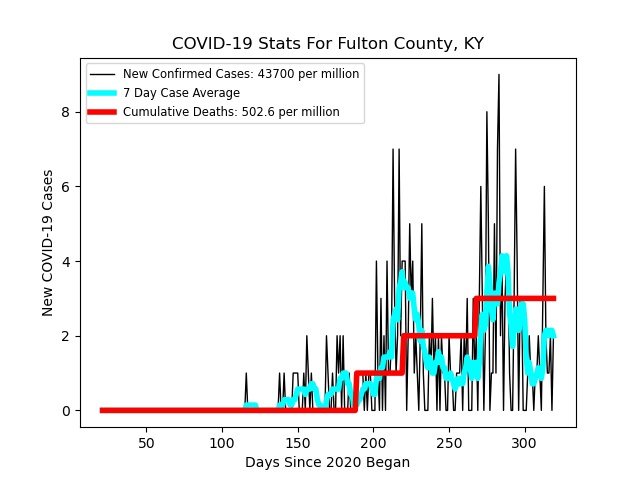 COVID-19 Stats For Fulton County, KY
New Confirmed Cases: 43700 per million
7 Day Case Average
Cumulative Deaths: 502.6 per million
New COVID-19 Cases
8
6
4
2
0
50 100 150 200 250 300
Days Since 2020 Began